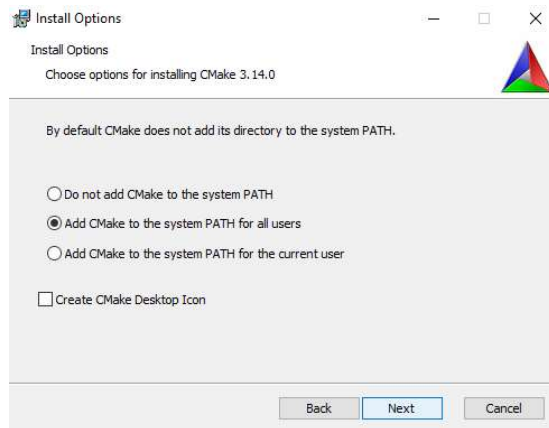 Install Options
Install Options
Choose options for installing CMake 3.14.0
By default CMake does not add its directory to the system PATH.
Do not add CMake to the system PATH
Add CMake to the system PATH for all users
Add CMake to the system PATH for the current user
Create CMake Desktop Icon
Back Next Cancel